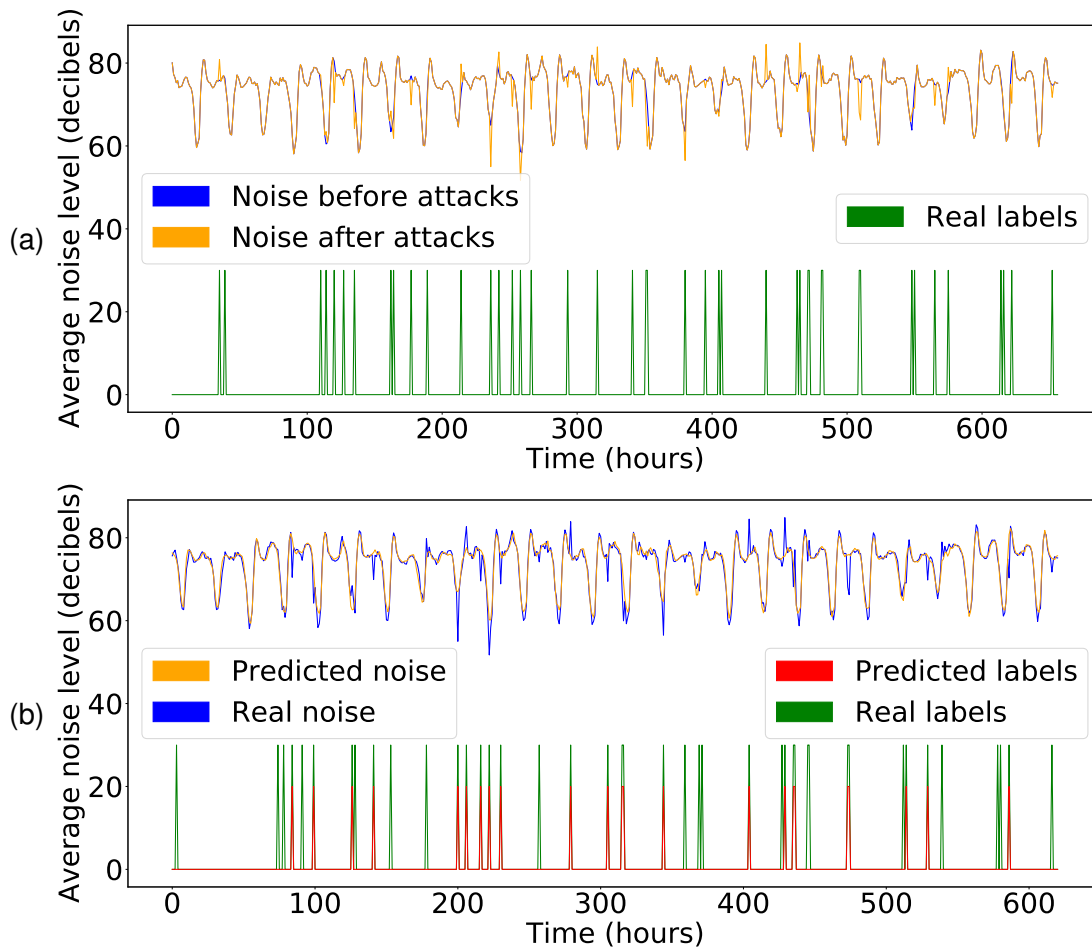 (a)
Average noise level (decibels)
80
60
40
20
0
Noise before attacks
Noise after attacks
Real labels
0 100 200 300 400 500 600
Time (hours)
(b)
Average noise level (decibels)
80
60
40
20
0
Predicted noise
Real noise
Predicted labels
Real labels
0 100 200 300 400 500 600
Time (hours)